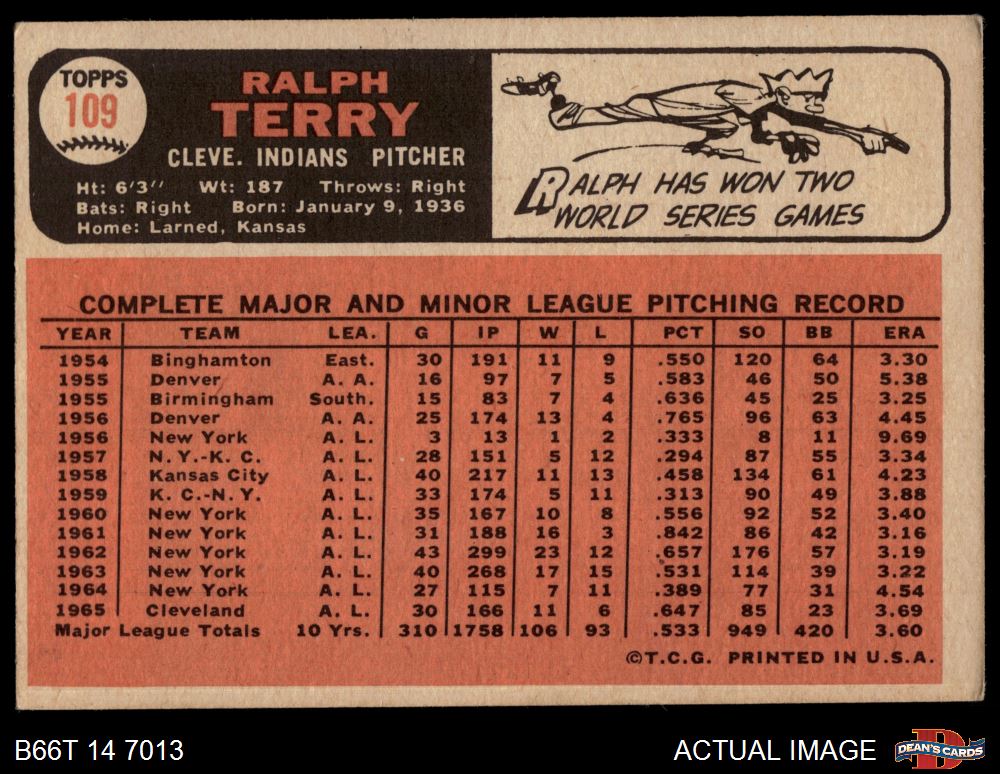 TOPPS
109
RALPH
TERRY
CLEVE. INDIANS PITCHER
Ht: 6'3" Wt: 187 Throws: Right
Bats: Right Born: January 9, 1936
Home: Larned, Kansas
RALPH HAS WON TWO
WORLD SERIES GAMES
COMPLETE MAJOR AND MINOR LEAGUE PITCHING RECORD
YEAR TEAM LEA. G IP W L PCT SO BB ERA
1954 Binghamton East. 30 191 11 9 .550 120 64 3.30
1955 Denver A. A. 16 97 7 5 .583 46 50 5.38
1955 Birmingham South. 15 83 7 4 .636 45 25 3.25
1956 Denver A. A. 25 174 13 4 .765 96 63 4.45
1956 New York A. L. 3 13 1 2 .333 8 11 9.69
1957 N. Y.-K. C. A. L. 28 151 5 12 .294 87 55 3.34
1958 Kansas City A. L. 40 217 11 13 .458 134 61 4.23
1959 K. C.-N. Y. A. L. 33 174 5 11 .313 90 49 3.88
1960 New York A. L. 35 167 10 8 .556 92 52 3.40
1961 New York A. L. 31 188 16 3 .842 86 42 3.16
1962 New York A. L. 43 299 23 12 .657 176 57 3.19
1963 New York A. L. 40 268 17 15 .531 114 39 3.22
1964 New York A. L. 27 115 7 11 .389 77 31 4.54
1965 Cleveland A. L. 30 166 11 6 .647 85 23 3.69
Major League Totals 10 Yrs. 310 1758 106 93 .533 949 420 3.60
©T.C.G. PRINTED IN U.S.A.
B66T 14 7013
ACTUAL IMAGE
DEAN'S CARDS